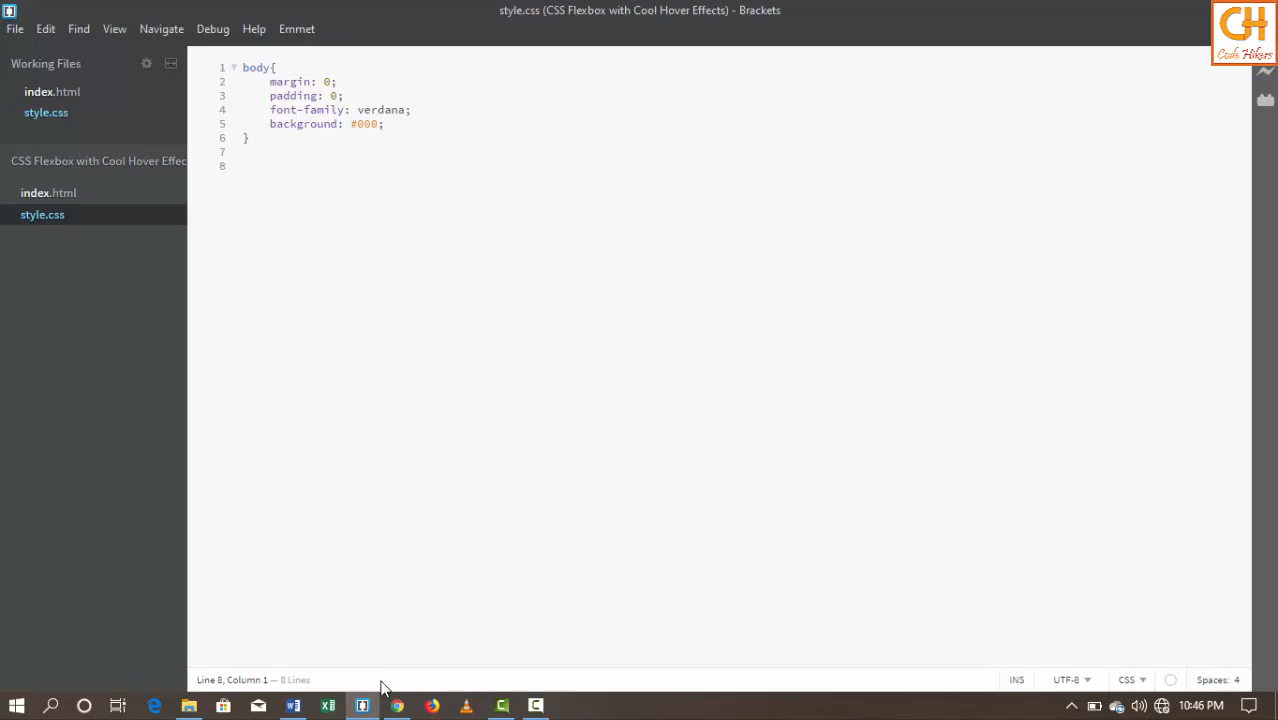 style.css (CSS Flexbox with Cool Hover Effects) - Brackets
CH
Code Hikers
File Edit View Find Navigate Debug Help Emmet
Working Files
index.html
style.css
CSS Flexbox with Cool Hover Effec
index.html
style.css
1 body{
2 margin: 0;
3 padding: 0;
4 font-family: verdana;
5 background: #000;
6 }
7
8
Line 8, Column 1 — 8 Lines
INS UTF-8 CSS Spaces: 4
10:46 PM